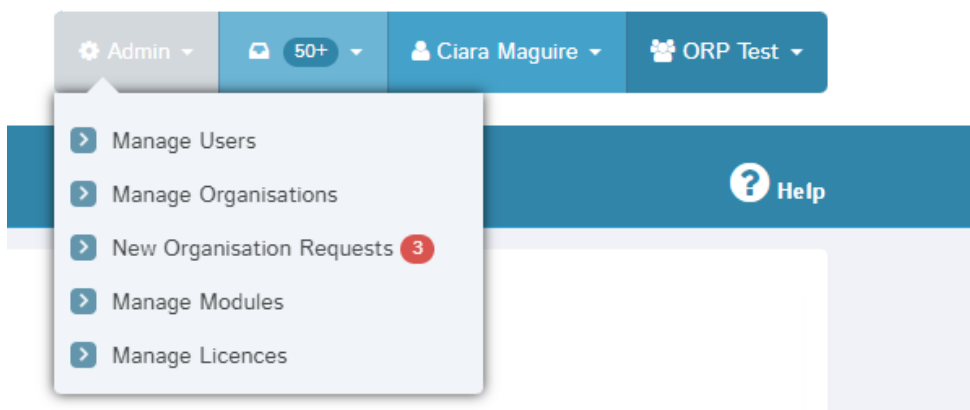 Admin 50+ Ciara Maguire ORP Test
Manage Users
Manage Organisations
New Organisation Requests 3
Manage Modules
Manage Licences
? Help